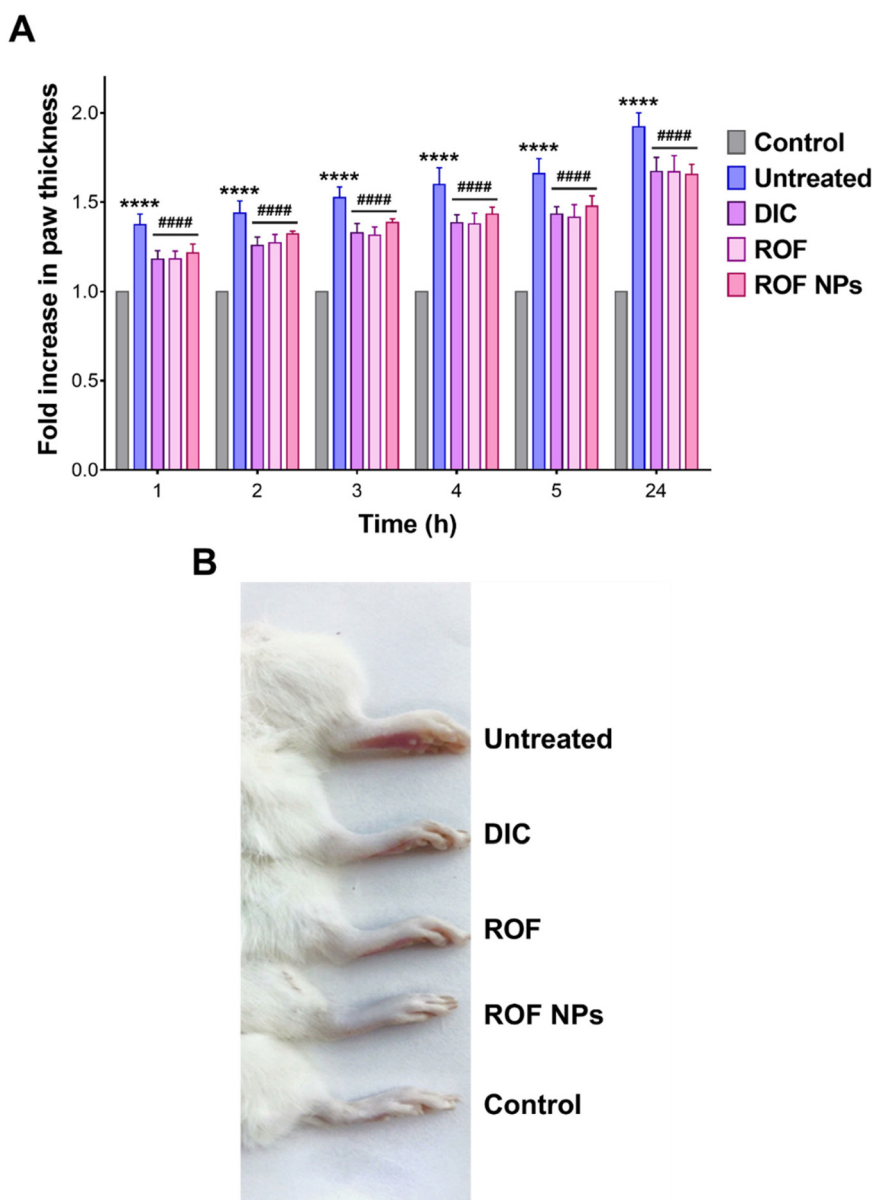 A
Fold increase in paw thickness
2.0
1.5
1.0
0.5
0.0
****
####
****
####
****
####
****
####
****
####
****
####
1 2 3 4 5 24
Time (h)
Control
Untreated
DIC
ROF
ROF NPs
B
Untreated
DIC
ROF
ROF NPs
Control